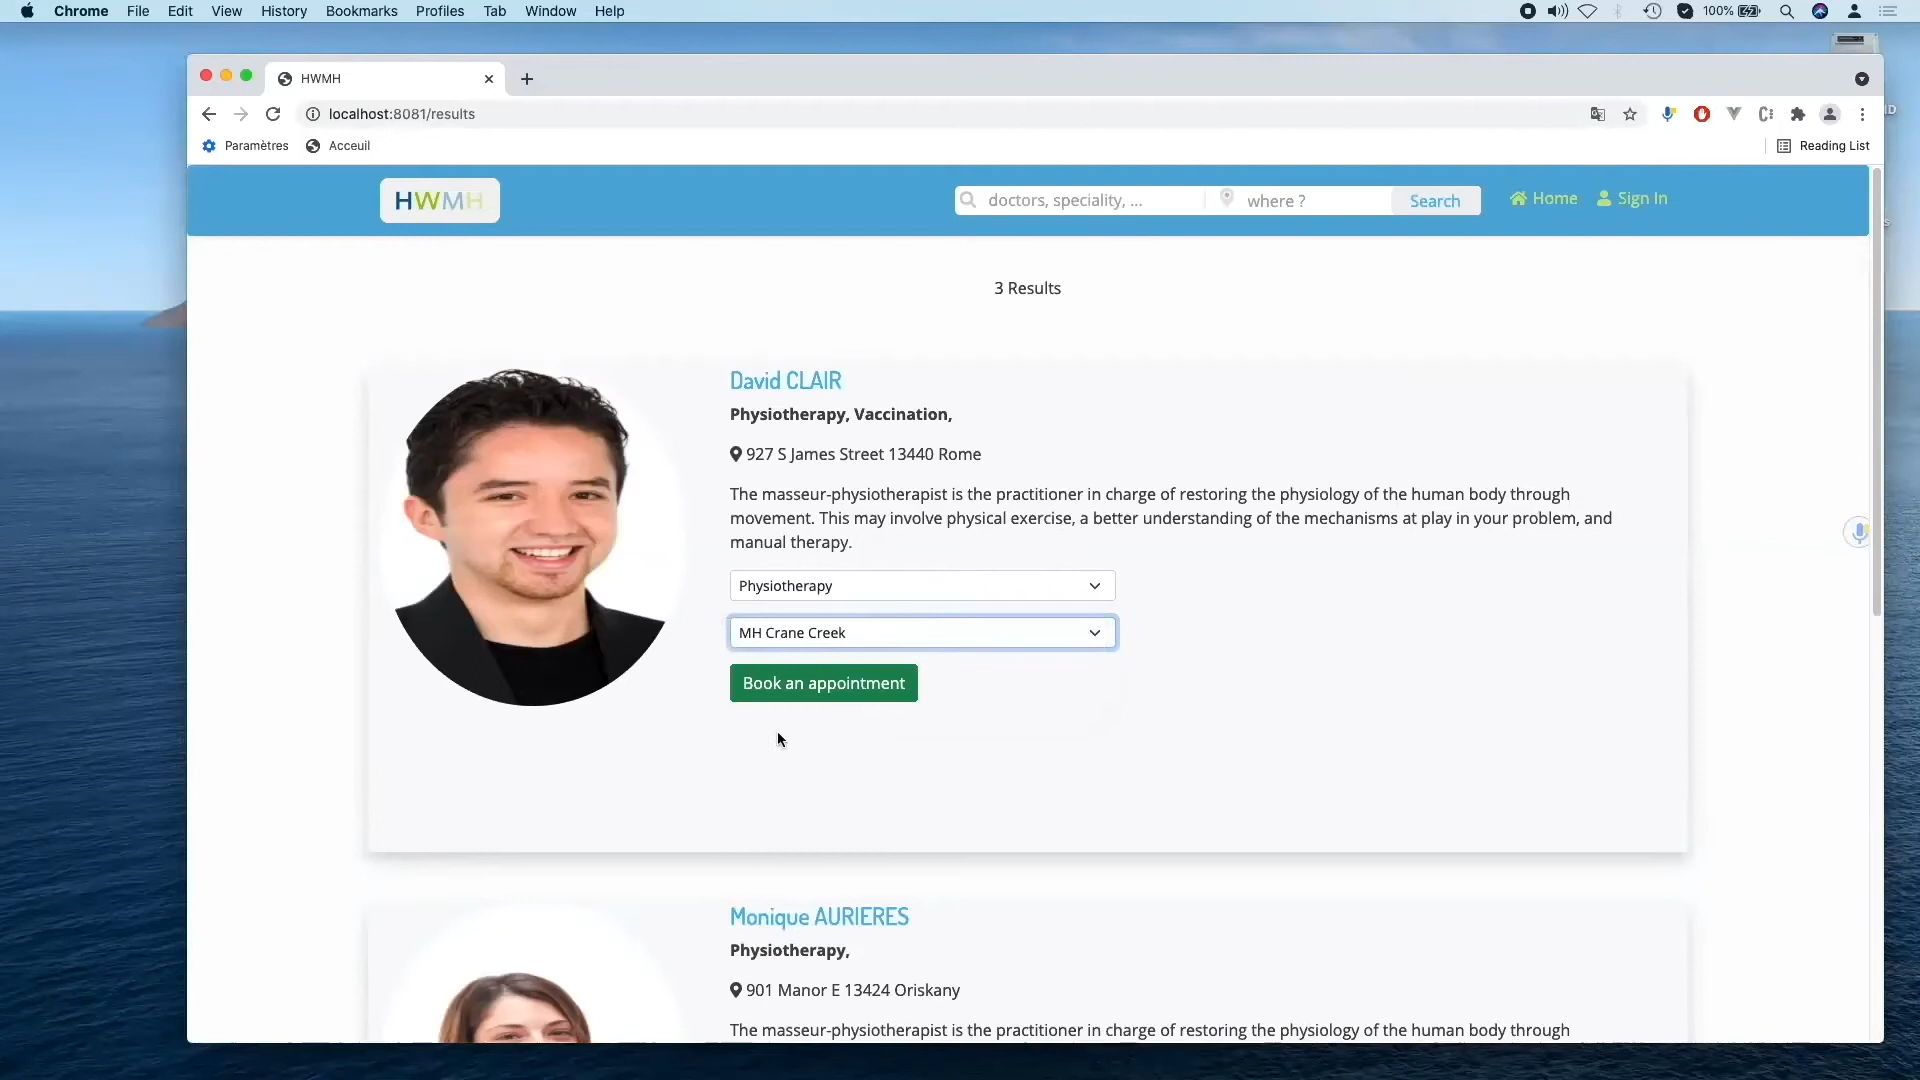 Chrome File Edit View History Bookmarks Profiles Tab Window Help 100%
HWMH
localhost:8081/results
Paramètres Acceuil Reading List
HWMH doctors, speciality, ... where ? Search Home Sign In
3 Results
David CLAIR
Physiotherapy, Vaccination,
927 S James Street 13440 Rome
The masseur-physiotherapist is the practitioner in charge of restoring the physiology of the human body through
movement. This may involve physical exercise, a better understanding of the mechanisms at play in your problem, and
manual therapy.
Physiotherapy
MH Crane Creek
Book an appointment
Monique AURIERES
Physiotherapy,
901 Manor E 13424 Oriskany
The masseur-physiotherapist is the practitioner in charge of restoring the physiology of the human body through